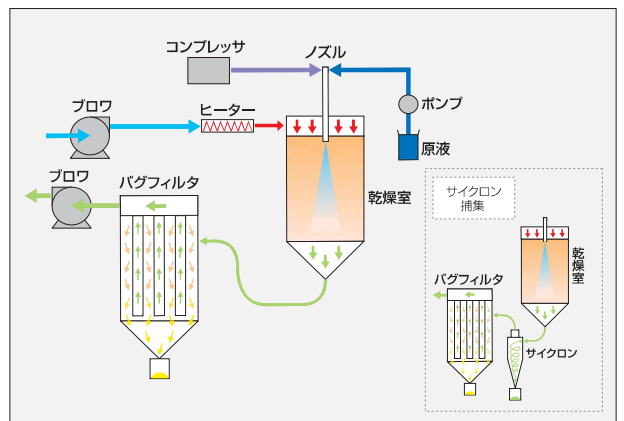 コンプレッサ
ノズル
ブロワ
ヒーター
ポンプ
原液
ブロワ
バグフィルタ
乾燥室
サイクロン
捕集
乾燥室
バグフィルタ
サイクロン